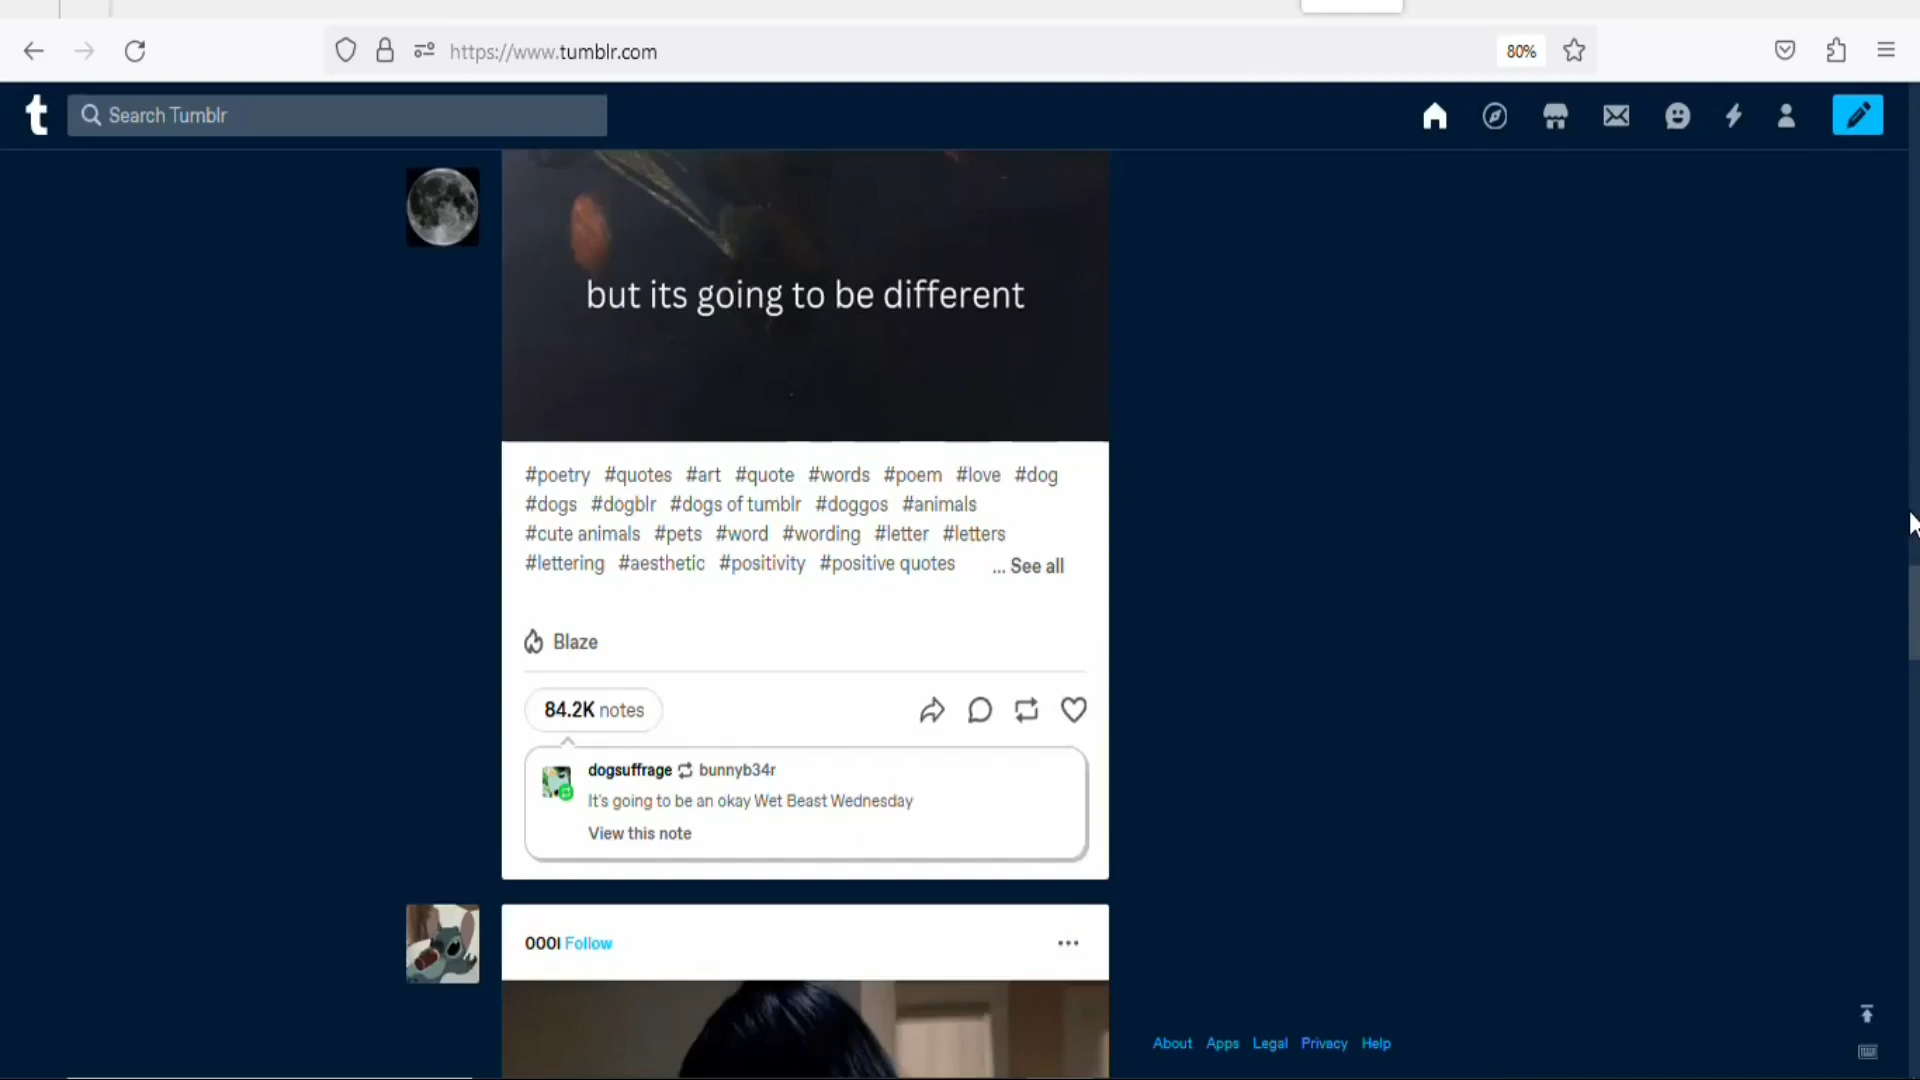 https://www.tumblr.com
80%
t
Search Tumblr
but its going to be different
#poetry #quotes #art #quote #words #poem #love #dog
#dogs #dogblr #dogs of tumblr #doggos #animals
#cute animals #pets #word #wording #letter #letters
#lettering #aesthetic #positivity #positive quotes ... See all
Blaze
84.2K notes
dogsuffrage bunnyb34r
It's going to be an okay Wet Beast Wednesday
View this note
000l Follow
About Apps Legal Privacy Help